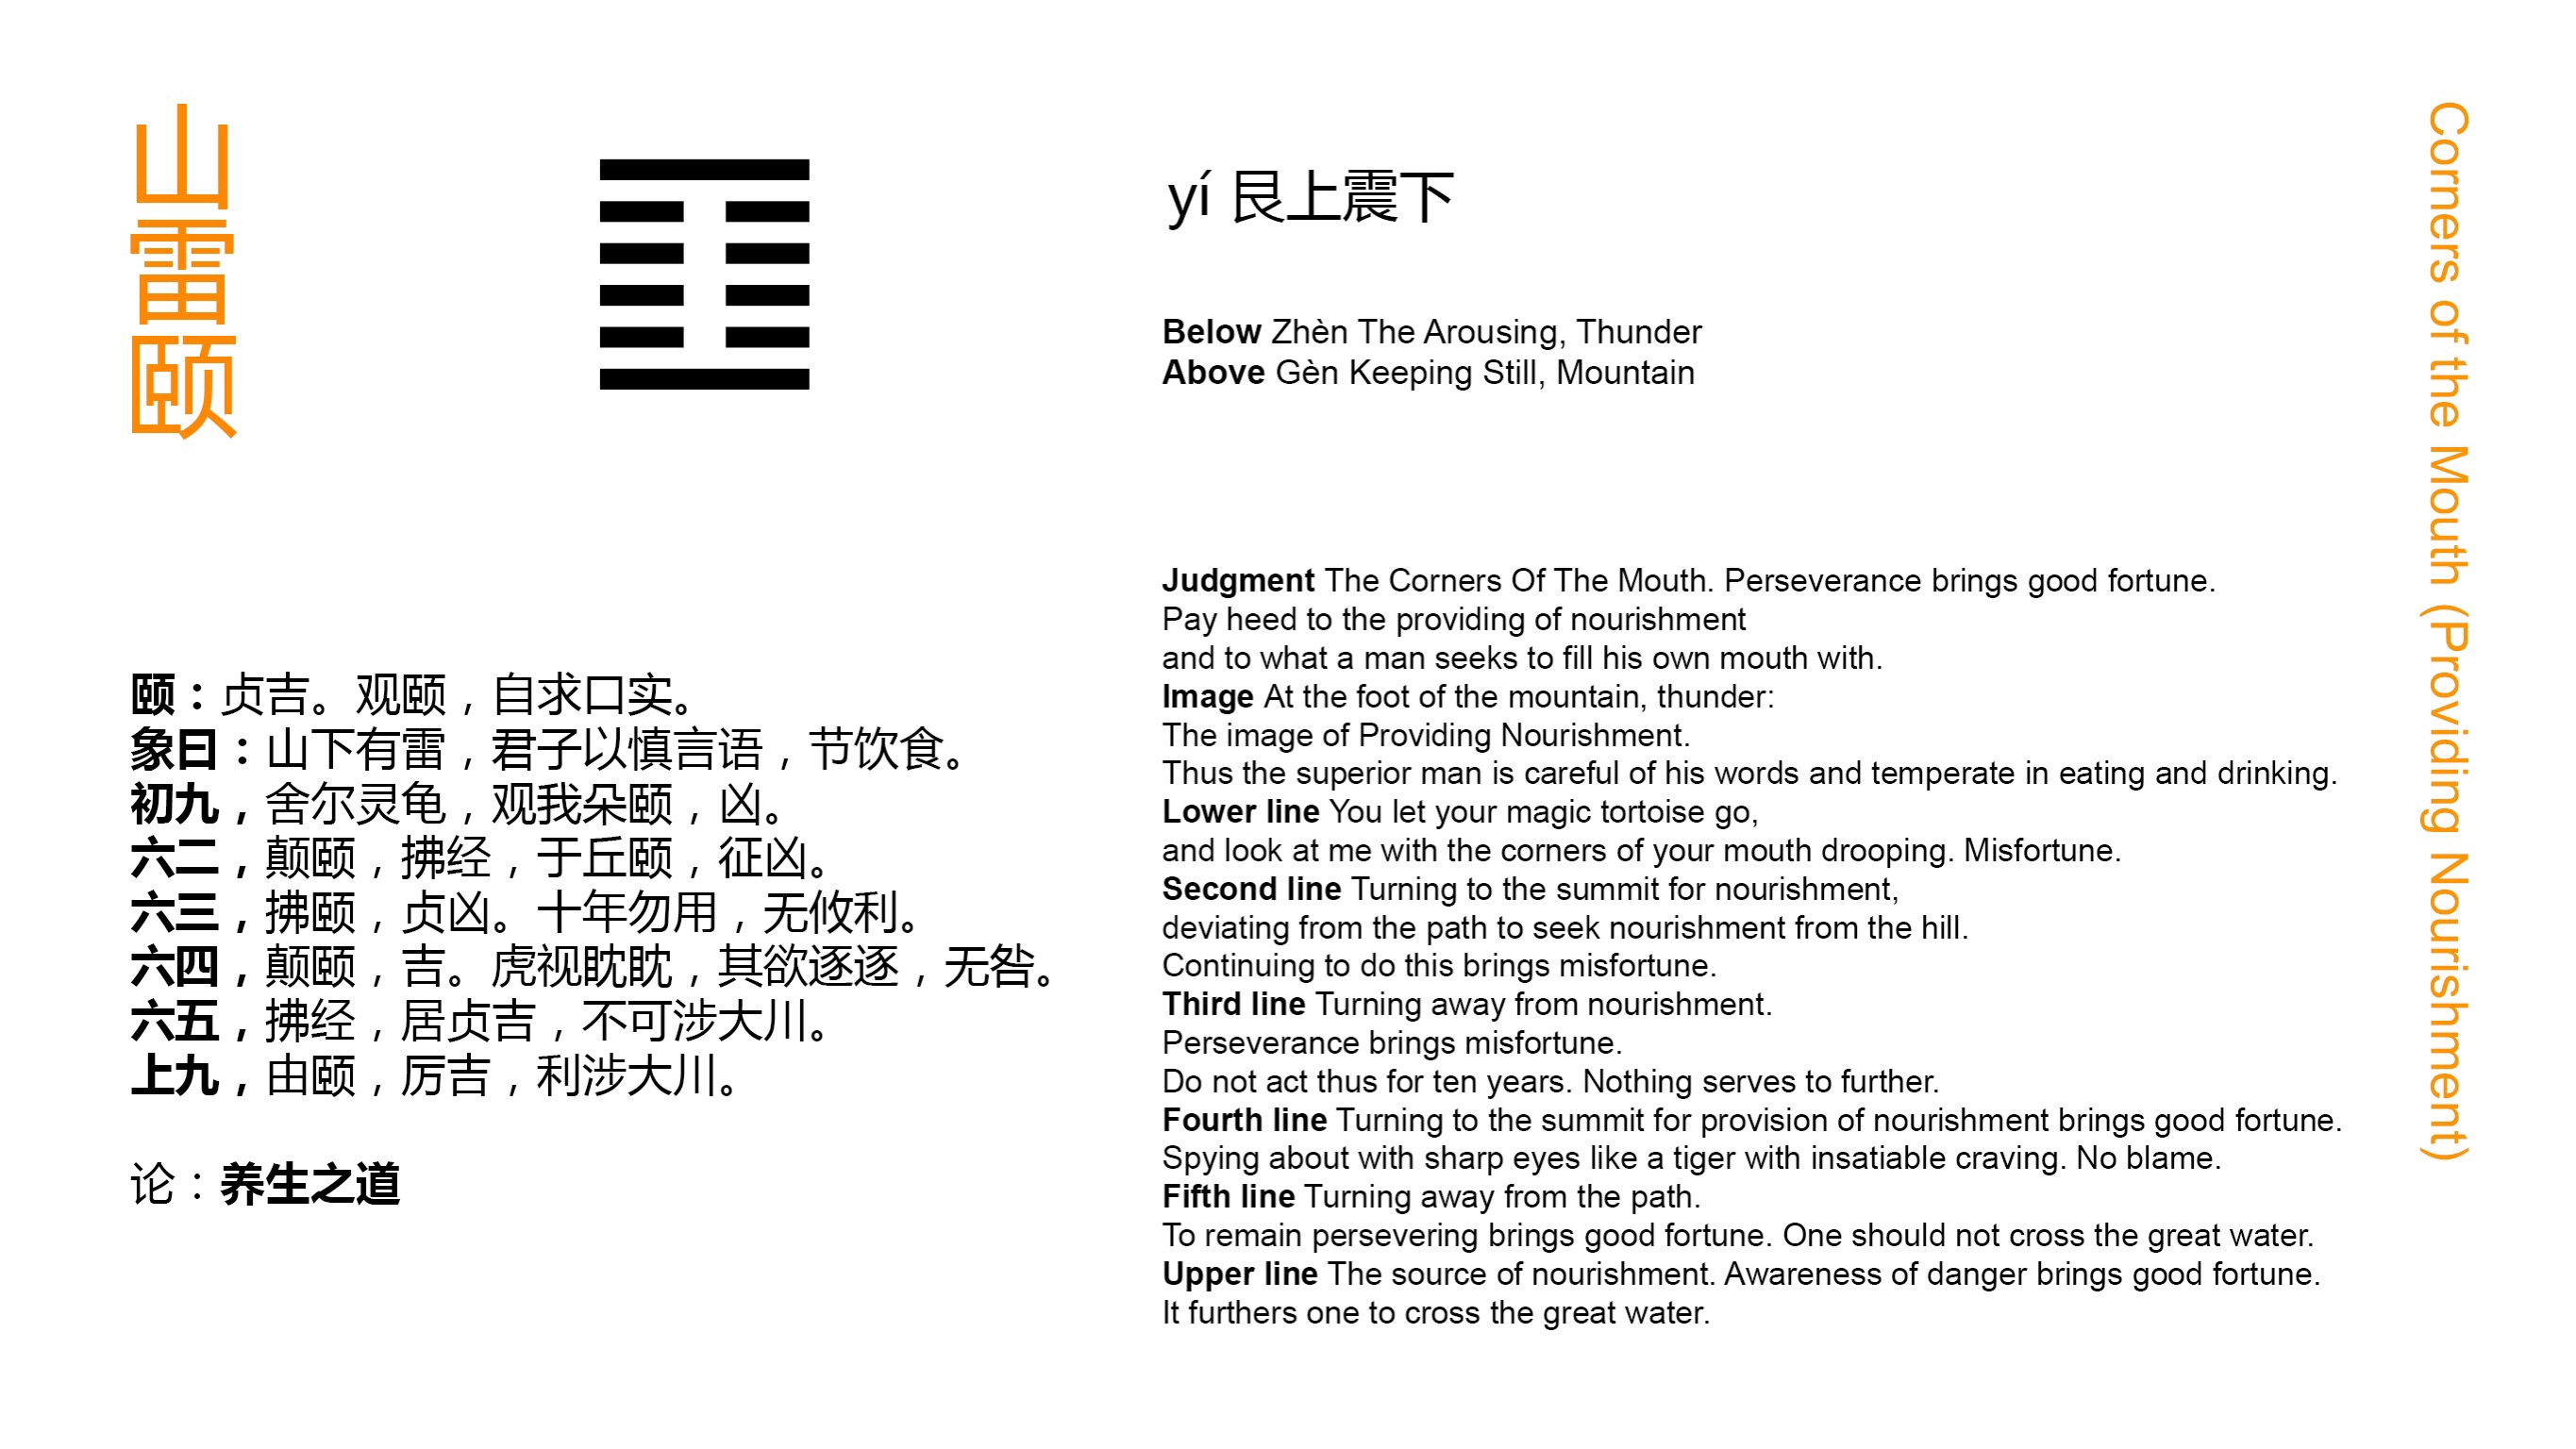 山雷颐
yí 艮上震下
Below Zhèn The Arousing, Thunder
Above Gèn Keeping Still, Mountain
颐：贞吉。观颐，自求口实。
象曰：山下有雷，君子以慎言语，节饮食。
初九，舍尔灵龟，观我朵颐，凶。
六二，颠颐，拂经，于丘颐，征凶。
六三，拂颐，贞凶。十年勿用，无攸利。
六四，颠颐，吉。虎视眈眈，其欲逐逐，无咎。
六五，拂经，居贞吉，不可涉大川。
上九，由颐，厉吉，利涉大川。
论：养生之道
Judgment The Corners Of The Mouth. Perseverance brings good fortune.
Pay heed to the providing of nourishment
and to what a man seeks to fill his own mouth with.
Image At the foot of the mountain, thunder:
The image of Providing Nourishment.
Thus the superior man is careful of his words and temperate in eating and drinking.
Lower line You let your magic tortoise go,
and look at me with the corners of your mouth drooping. Misfortune.
Second line Turning to the summit for nourishment,
deviating from the path to seek nourishment from the hill.
Continuing to do this brings misfortune.
Third line Turning away from nourishment.
Perseverance brings misfortune.
Do not act thus for ten years. Nothing serves to further.
Fourth line Turning to the summit for provision of nourishment brings good fortune.
Spying about with sharp eyes like a tiger with insatiable craving. No blame.
Fifth line Turning away from the path.
To remain persevering brings good fortune. One should not cross the great water.
Upper line The source of nourishment. Awareness of danger brings good fortune.
It furthers one to cross the great water.
Corners of the Mouth (Providing Nourishment)